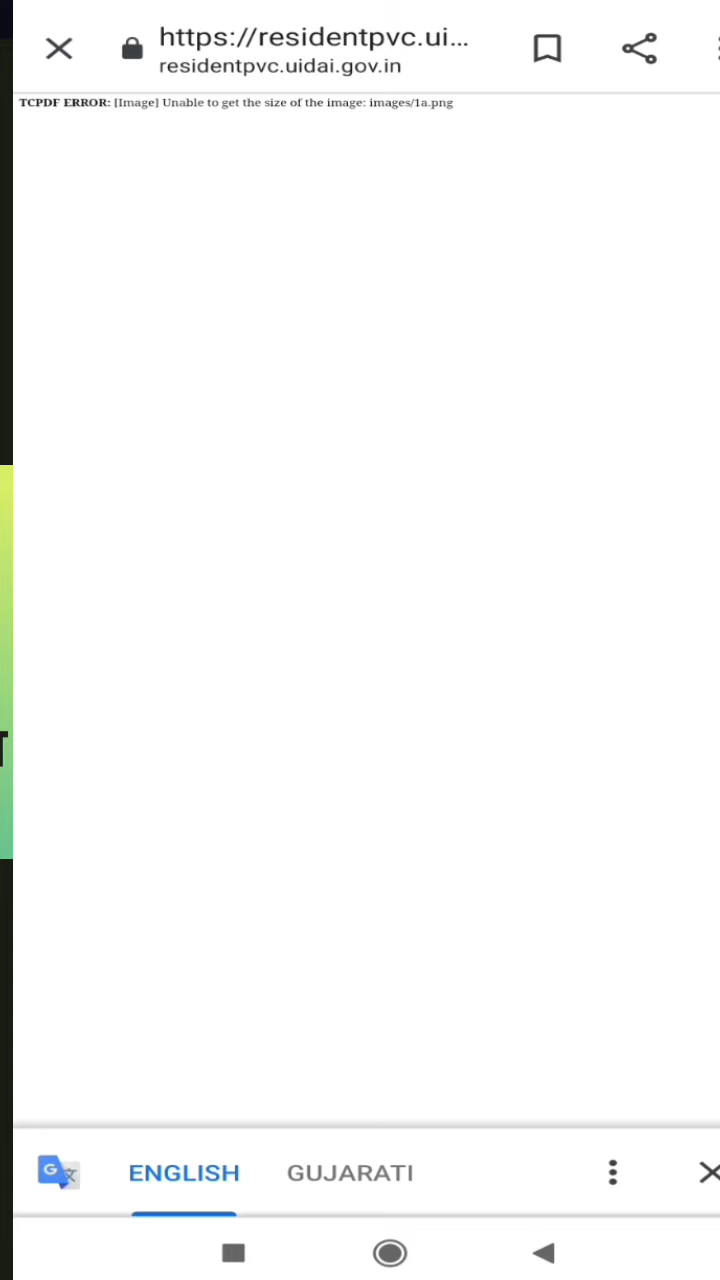 https://residentpvc.ui...
residentpvc.uidai.gov.in
TCPDF ERROR: [Image] Unable to get the size of the image: images/1a.png
G 文
ENGLISH GUJARATI